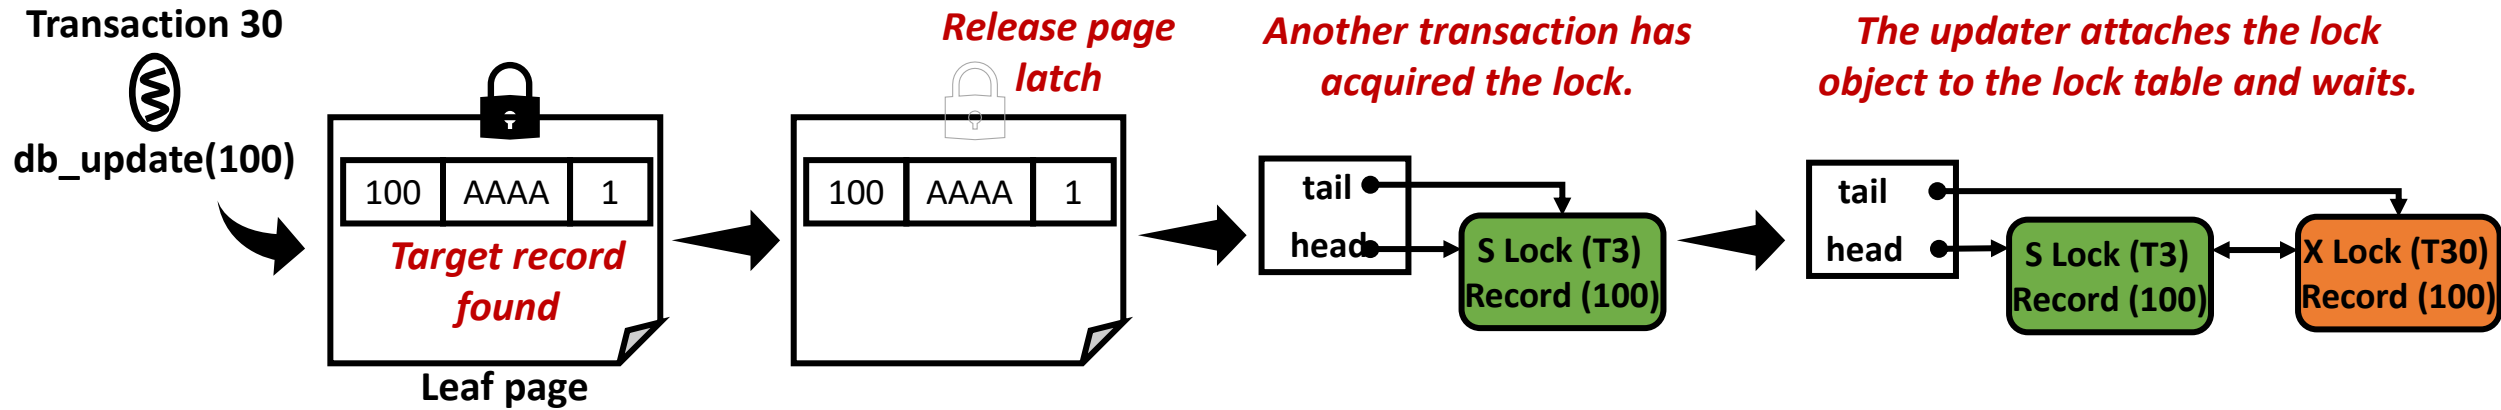 Transaction 30
db_update(100)
100 AAAA 1
Target record
found
Leaf page
Release page
latch
100 AAAA 1
Another transaction has
acquired the lock.
tail
head
S Lock (T3)
Record (100)
The updater attaches the lock
object to the lock table and waits.
tail
head
S Lock (T3)
Record (100)
X Lock (T30)
Record (100)